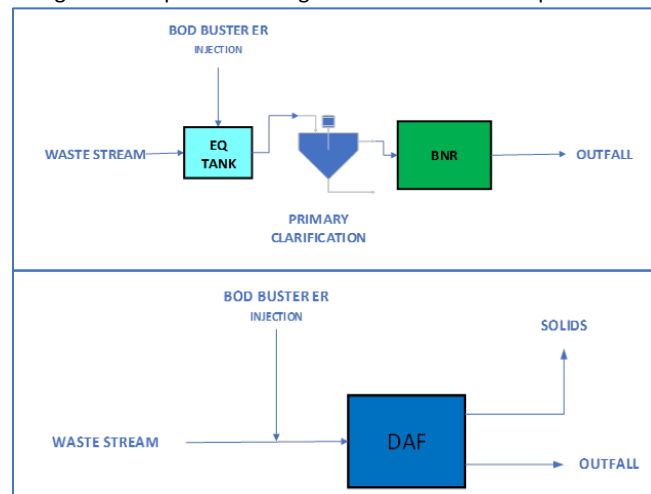 BOD BUSTER ER
INJECTION
WASTE STREAM
EQ
TANK
BNR
OUTFALL
PRIMARY
CLARIFICATION
BOD BUSTER ER
INJECTION
SOLIDS
WASTE STREAM
DAF
OUTFALL